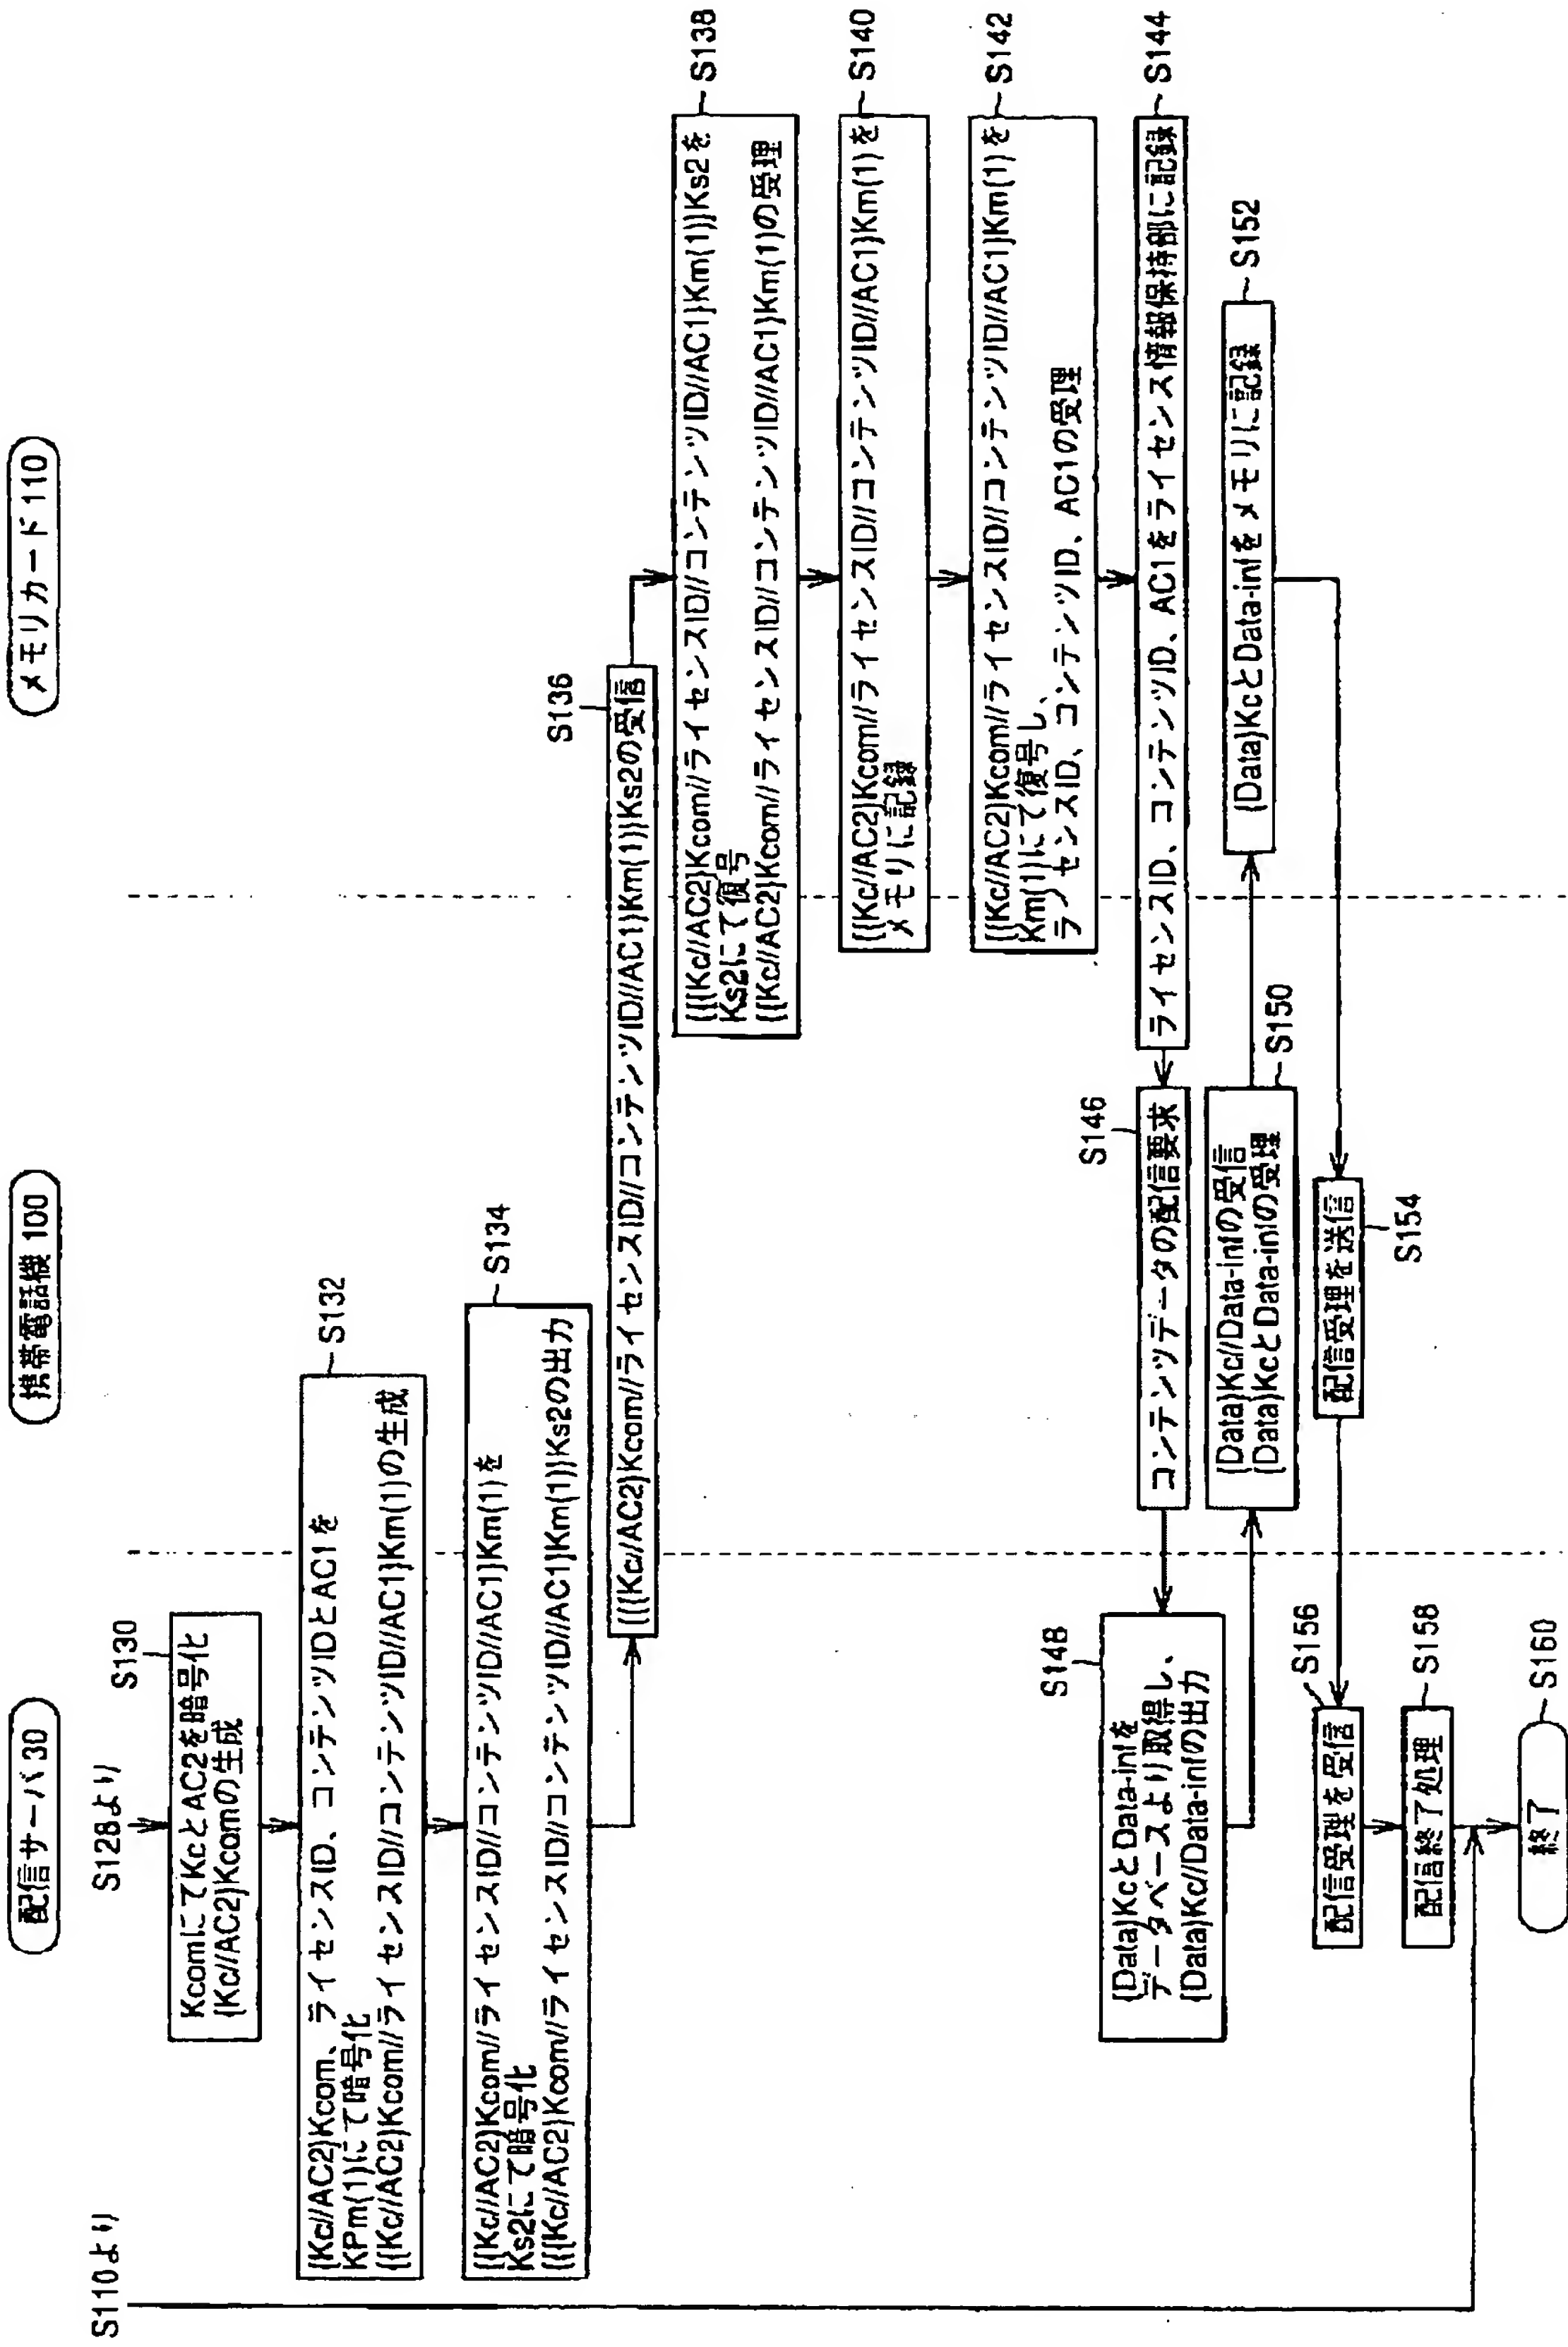 配信サーバ 30
携帯電話機 100
メモリカード 110
S110より
S128より
S130
KcomにてKcとAC2を暗号化
{Kc//AC2}Kcomの生成
S132
{Kc//AC2}Kcom、ライセンスID、コンテンツIDとAC1を
KPm(1)にて暗号化
{{Kc//AC2}Kcom//ライセンスID//コンテンツID//AC1}Km(1)の生成
S134
{{Kc//AC2}Kcom//ライセンスID//コンテンツID//AC1}Km(1)を
Ks2にて暗号化
{{{Kc//AC2}Kcom//ライセンスID//コンテンツID//AC1}Km(1)}Ks2の出力
S136
{{{Kc//AC2}Kcom//ライセンスID//コンテンツID//AC1}Km(1)}Ks2の受信
S138
{{{Kc//AC2}Kcom//ライセンスID//コンテンツID//AC1}Km(1)}Ks2を
Ks2にて復号
{{Kc//AC2}Kcom//ライセンスID//コンテンツID//AC1}Km(1)の受理
S140
{{Kc//AC2}Kcom//ライセンスID//コンテンツID//AC1}Km(1)を
メモリに記録
S142
{{Kc//AC2}Kcom//ライセンスID//コンテンツID//AC1}Km(1)を
Km(1)にて復号し、
ライセンスID、コンテンツID、AC1の受理
S144
ライセンスID、コンテンツID、AC1をライセンス情報保持部に記録
S146
コンテンツデータの配信要求
S148
{Data}KcとData-infを
データベースより取得し、
{Data}Kc//Data-infの出力
S150
{Data}Kc//Data-infの受信
{Data}KcとData-infの受理
S152
{Data}KcとData-infをメモリに記録
S154
配信受理を送信
S156
配信受理を受信
S158
配信終了処理
S160
終了